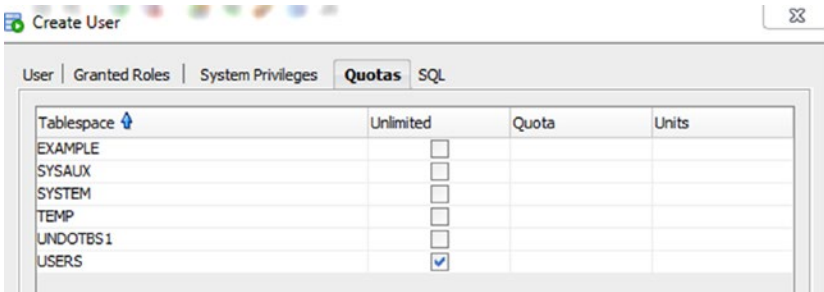 Create User
User Granted Roles System Privileges Quotas SQL
Tablespace Unlimited Quota Units
EXAMPLE
SYSAUX
SYSTEM
TEMP
UNDOTBS1
USERS